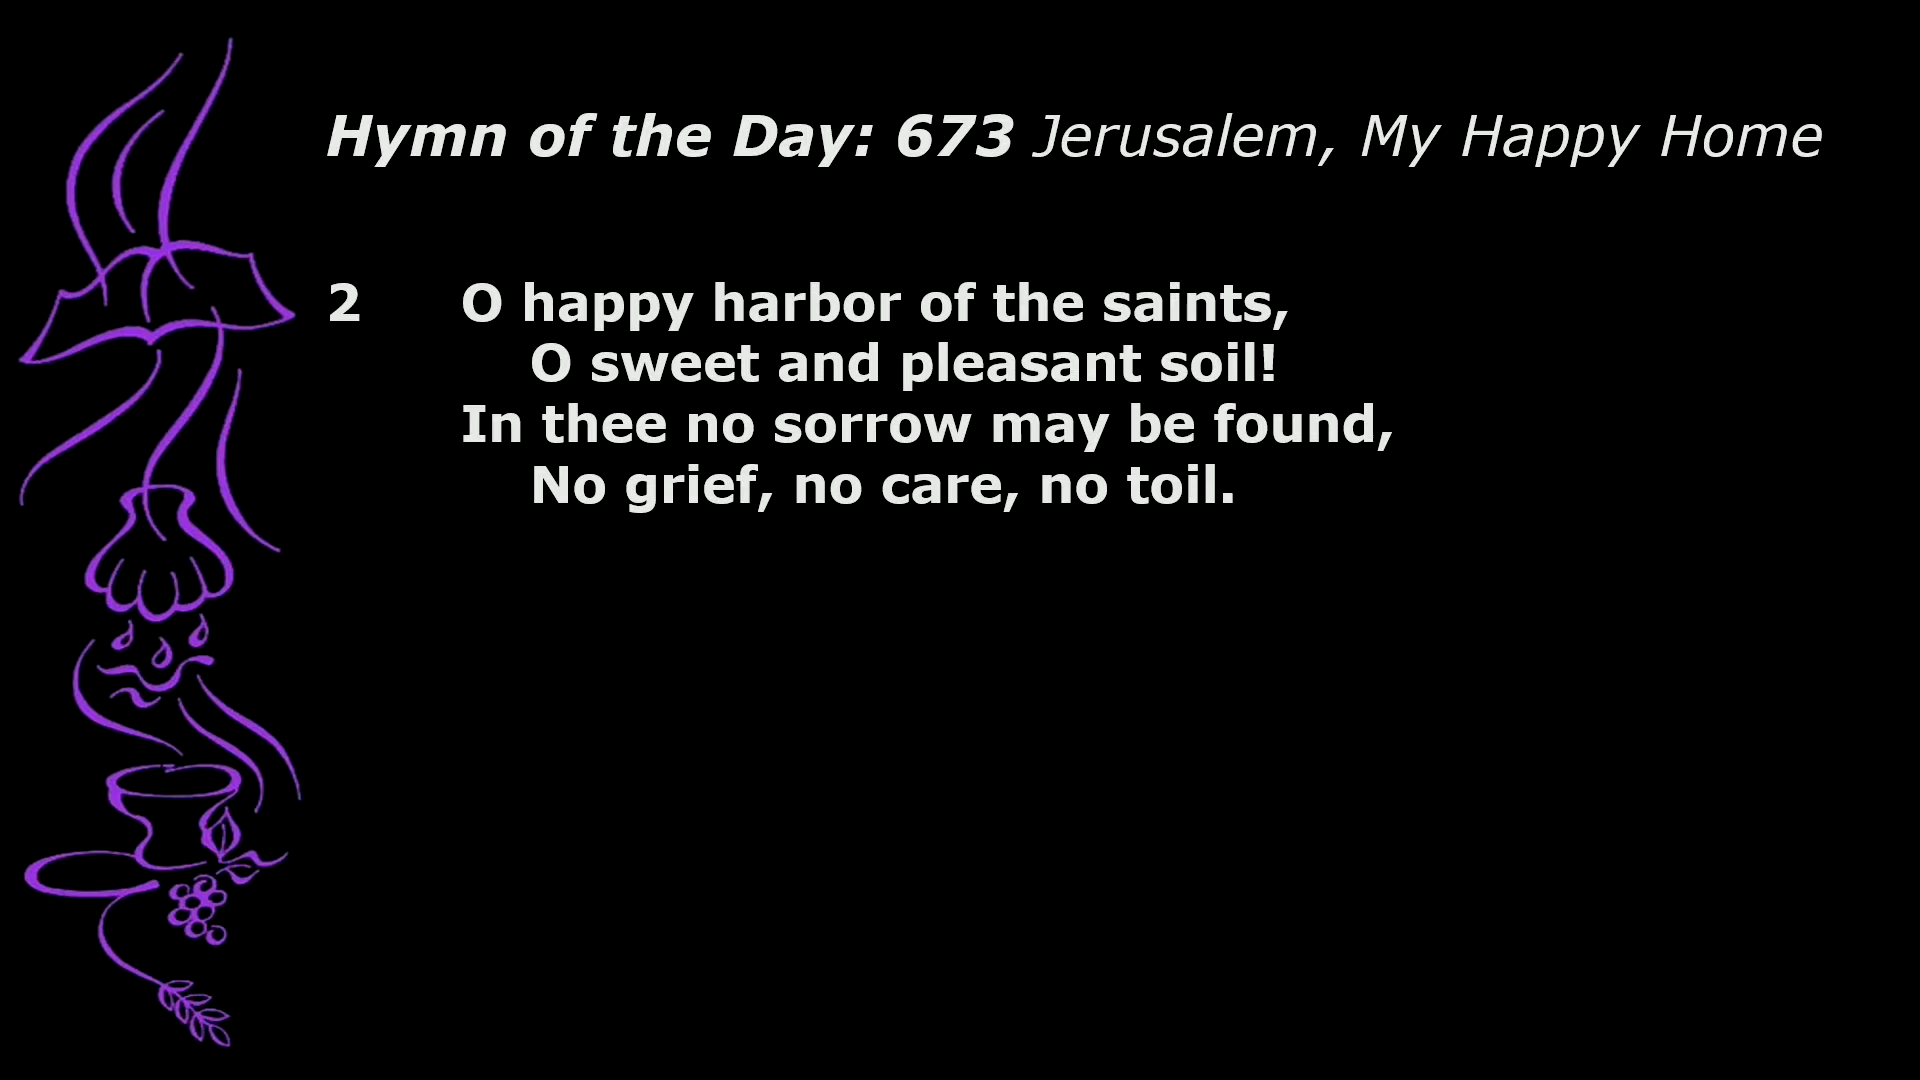 Hymn of the Day: 673 Jerusalem, My Happy Home
2 O happy harbor of the saints,
O sweet and pleasant soil!
In thee no sorrow may be found,
No grief, no care, no toil.